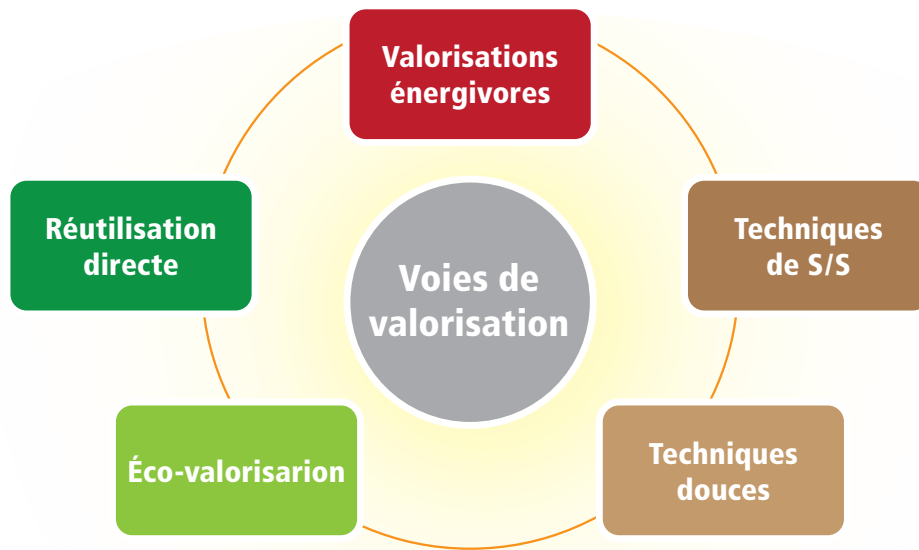 Valorisations
énergivores
Réutilisation
directe
Techniques
de S/S
Voies de
valorisation
Éco-valorisarion
Techniques
douces